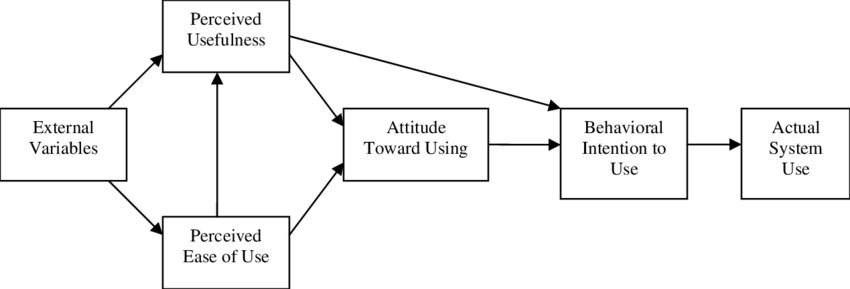 Perceived
Usefulness
External
Variables
Attitude
Toward Using
Behavioral
Intention to
Use
Actual
System
Use
Perceived
Ease of Use